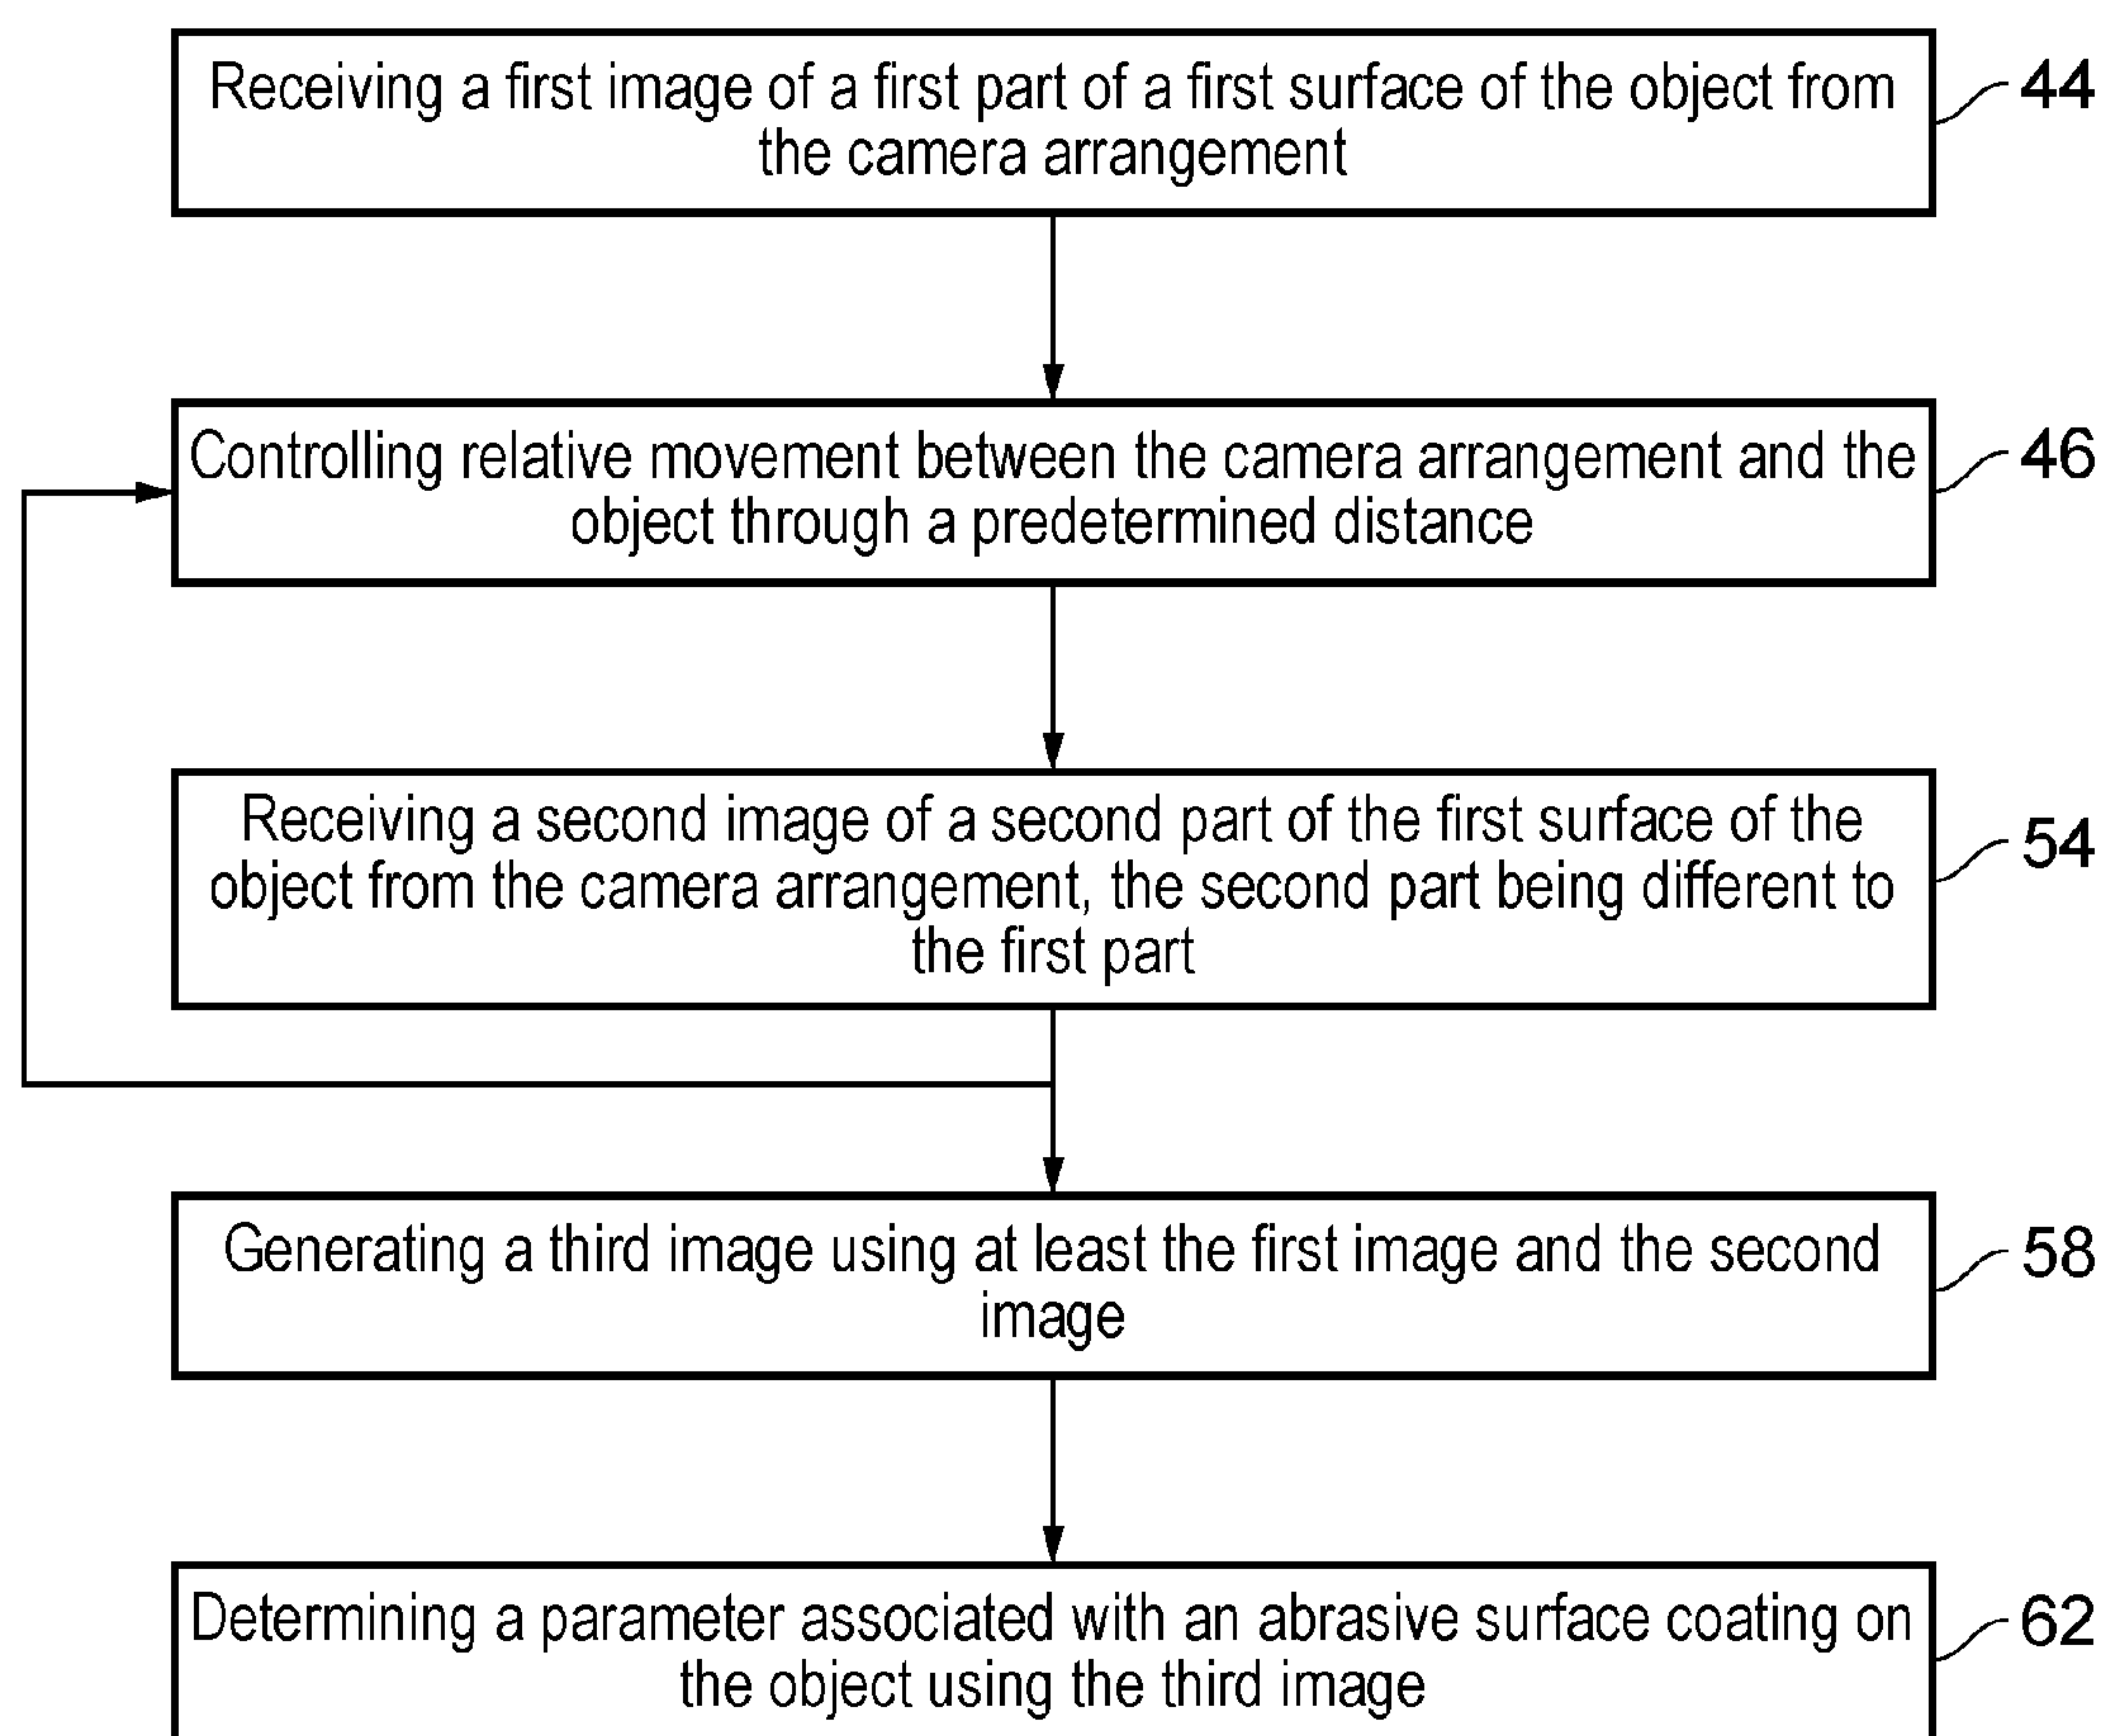 Receiving a first image of a first part of a first surface of the object from
the camera arrangement
44
Controlling relative movement between the camera arrangement and the
object through a predetermined distance
46
Receiving a second image of a second part of the first surface of the
object from the camera arrangement, the second part being different to
the first part
54
Generating a third image using at least the first image and the second
image
58
Determining a parameter associated with an abrasive surface coating on
the object using the third image
62